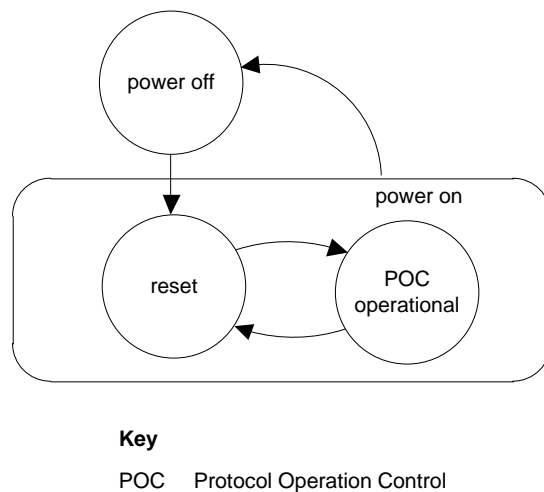 power off
power on
reset
POC
operational
Key
POC Protocol Operation Control